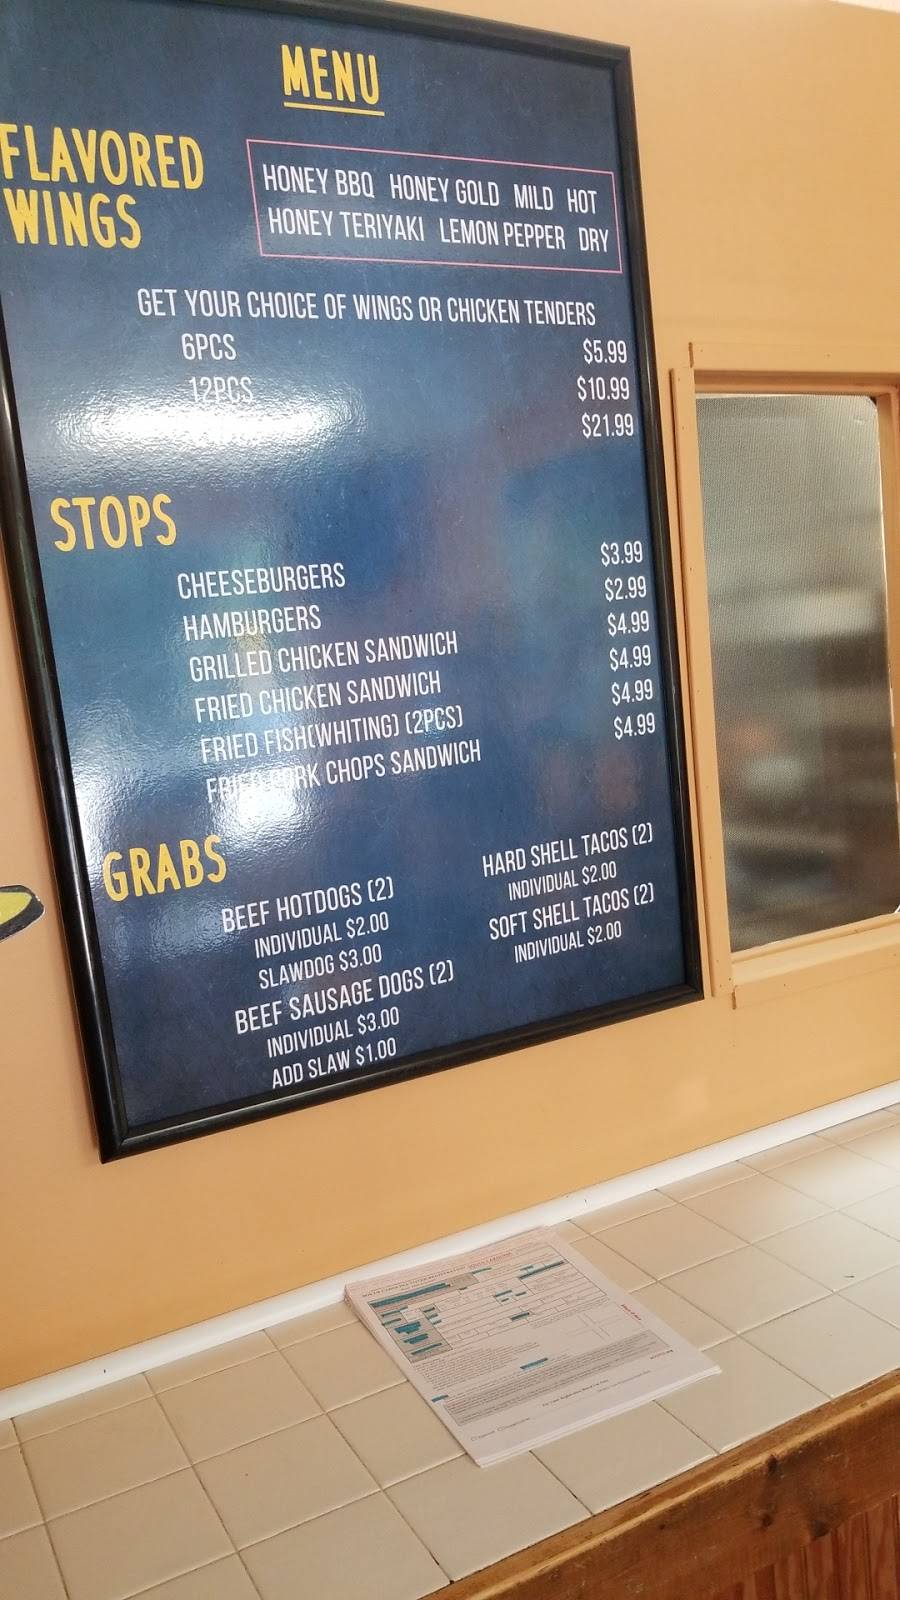 MENU
FLAVORED
WINGS
HONEY BBQ HONEY GOLD MILD HOT
HONEY TERIYAKI LEMON PEPPER DRY
GET YOUR CHOICE OF WINGS OR CHICKEN TENDERS
6PCS $5.99
12PCS $10.99
$21.99
STOPS
CHEESEBURGERS $3.99
HAMBURGERS $2.99
GRILLED CHICKEN SANDWICH $4.99
FRIED CHICKEN SANDWICH $4.99
FRIED FISH(WHITING) (2PCS) $4.99
FRIED PORK CHOPS SANDWICH $4.99
GRABS
BEEF HOTDOGS (2)
INDIVIDUAL $2.00
SLAWDOG $3.00
BEEF SAUSAGE DOGS (2)
INDIVIDUAL $3.00
ADD SLAW $1.00
HARD SHELL TACOS (2)
INDIVIDUAL $2.00
SOFT SHELL TACOS (2)
INDIVIDUAL $2.00